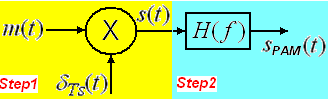 m(t) X s(t) H(f) s_PAM(t)
Step1 δ_Ts(t) Step2